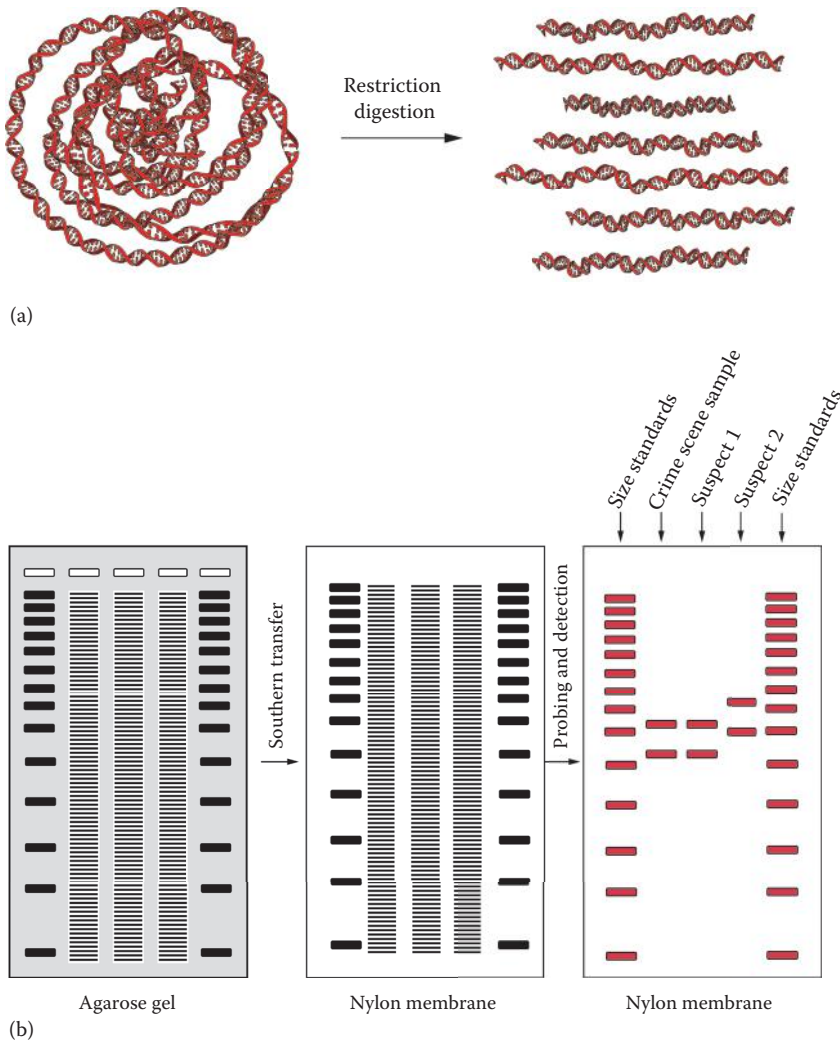 Restriction
digestion
(a)
Size standards
Crime scene sample
Suspect 1
Suspect 2
Size standards
Southern transfer
Probing and detection
Agarose gel
Nylon membrane
Nylon membrane
(b)